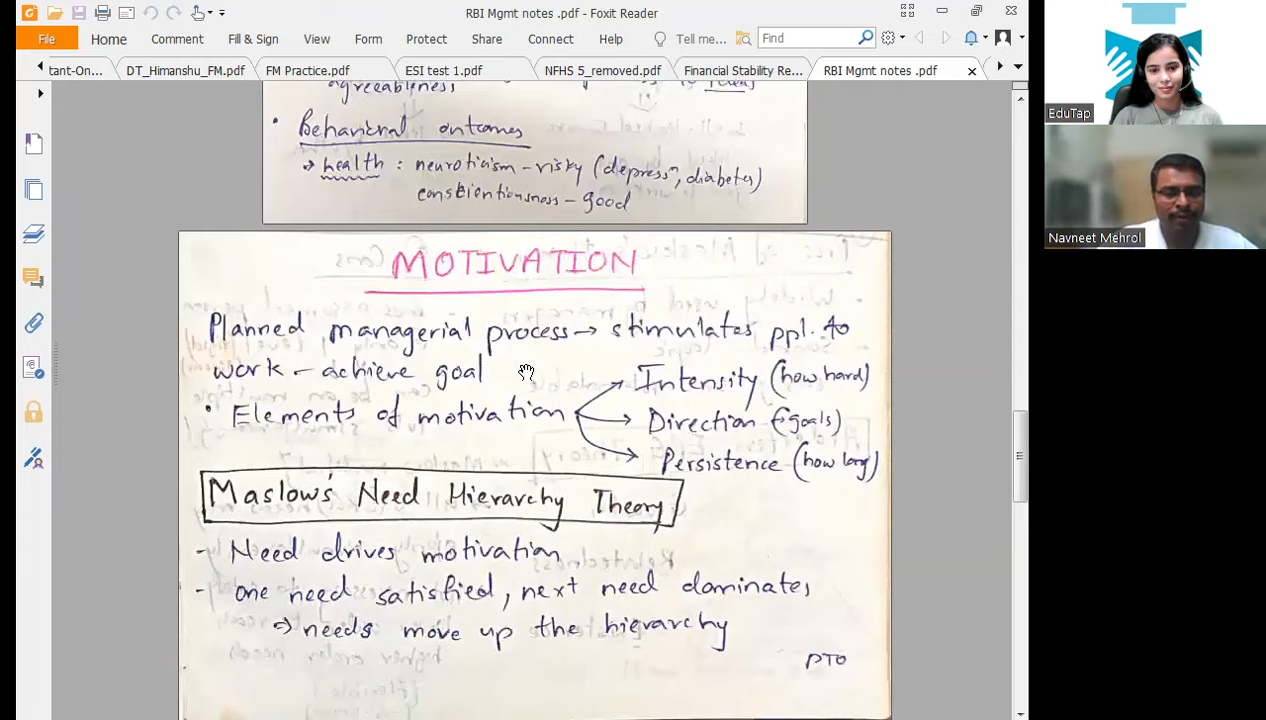 RBI Mgmt notes .pdf - Foxit Reader
File Home Comment Fill & Sign View Form Protect Share Connect Help Tell me... Find
tant-On... DT_Himanshu_FM.pdf FM Practice.pdf ESI test 1.pdf NFHS 5_removed.pdf Financial Stability Re... RBI Mgmt notes .pdf
agreeableness
• Behavioral outcomes
→ health : neuroticism - risky (depressn, diabetes)
conscientiousness - good
MOTIVATION
Planned managerial process → stimulates ppl. to
work - achieve goal
• Elements of motivation
Intensity (how hard)
Direction (→ goals)
Persistence (how long)
Maslow's Need Hierarchy Theory
- Need drives motivation
- one need satisfied, next need dominates
→ needs move up the hierarchy
PTO
EduTap
Navneet Mehrol